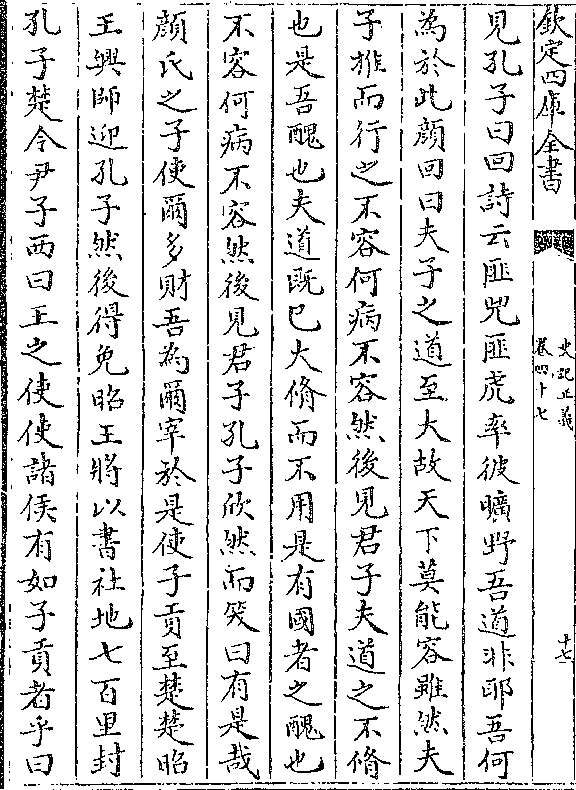 欽定四庫全書
史記正義
卷四十七
十七
見孔子曰回詩云匪兕匪虎率彼曠野吾道非耶吾何
為於此顔回曰夫子之道至大故天下莫能容雖然夫
子推而行之不容何病不容然後見君子夫道之不脩
也是吾醜也夫道既已大脩而不用是有國者之醜也
不容何病不容然後見君子孔子欣然而笑曰有是哉
顔氏之子使爾多財吾為爾宰於是使子貢至楚楚昭
王興師迎孔子然後得免昭王將以書社地七百里封
孔子楚令尹子西曰王之使使諸侯有如子貢者乎曰